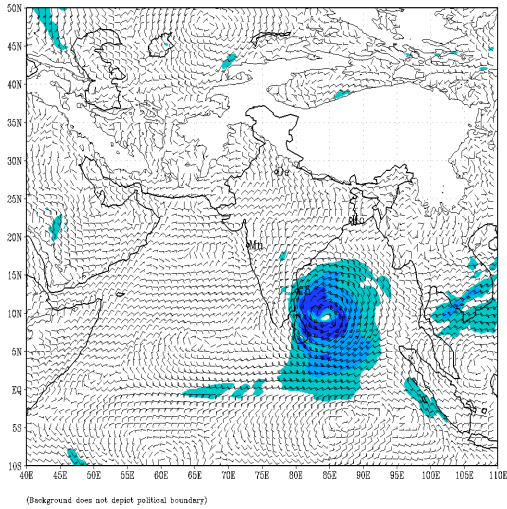 50N
45N
40N
35N
30N
25N
20N
15N
10N
5N
EQ
5S
10S
40E 45E 50E 55E 60E 65E 70E 75E 80E 85E 90E 95E 100E 105E 110E
(Background does not depict political boundary)